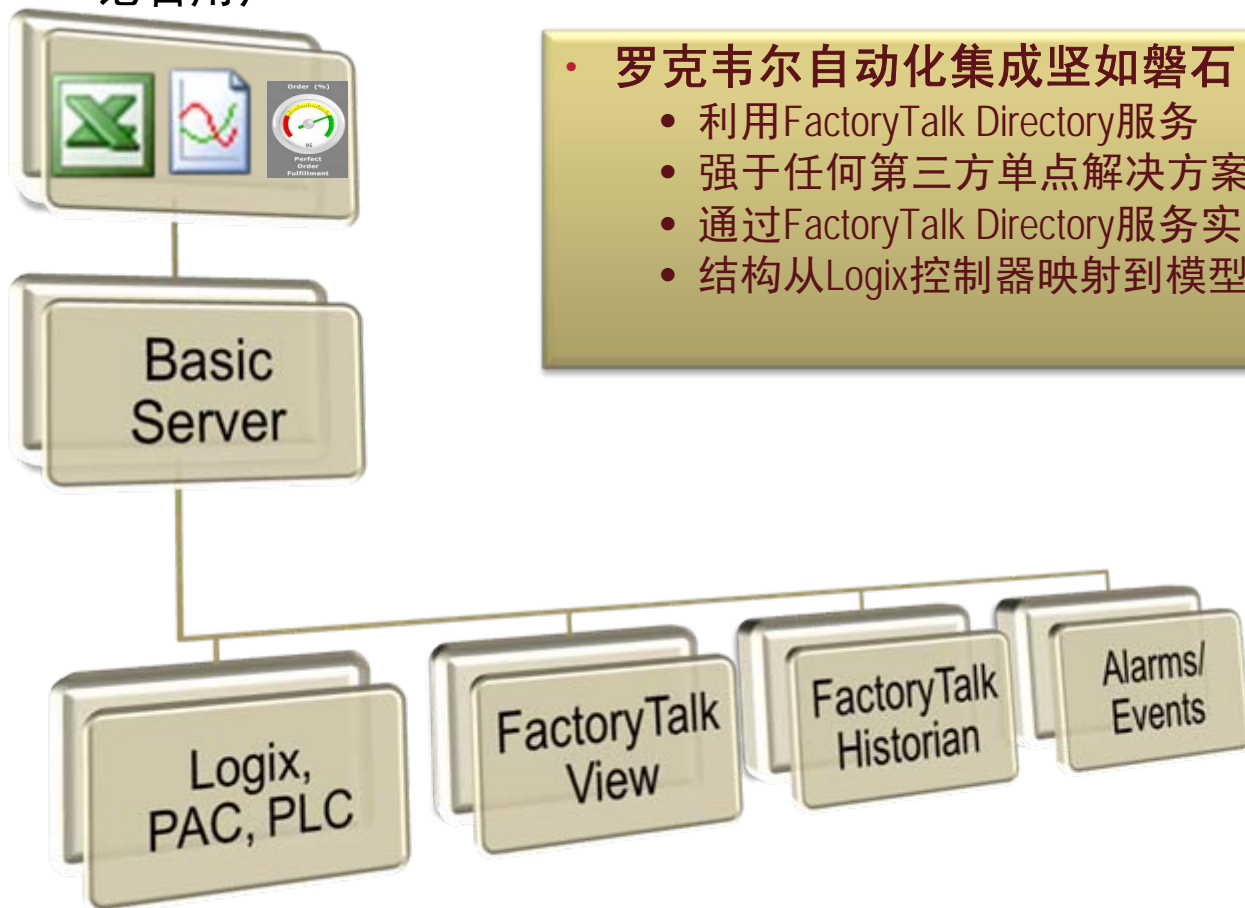 Order (%)
Perfect
Order
Fulfillment
罗克韦尔自动化集成坚如磐石
利用FactoryTalk Directory服务
强于任何第三方单点解决方案
通过FactoryTalk Directory服务实
结构从Logix控制器映射到模型
Basic
Server
Logix,
PAC, PLC
FactoryTalk
View
FactoryTalk
Historian
Alarms/
Events